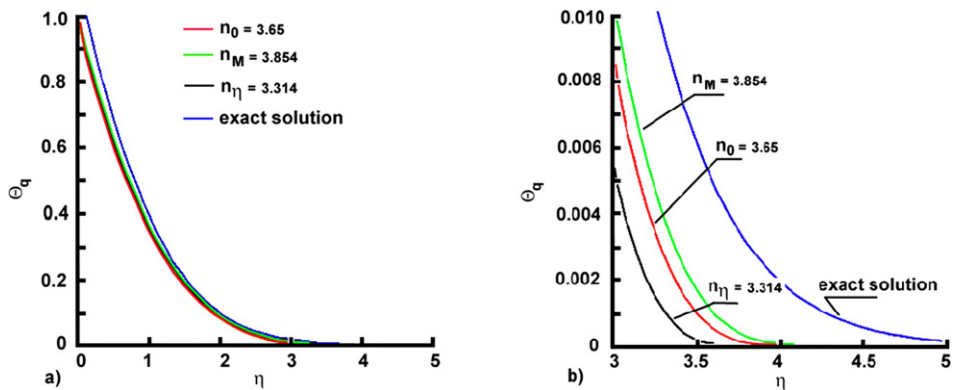 1.0
0.8
0.6
0.4
0.2
0
Θq
0 1 2 3 4 5
η
a)
n0 = 3.65
nM = 3.854
nη = 3.314
exact solution
0.010
0.008
0.006
0.004
0.002
0
Θq
3 3.5 4 4.5 5
η
b)
nM = 3.854
n0 = 3.65
nη = 3.314
exact solution